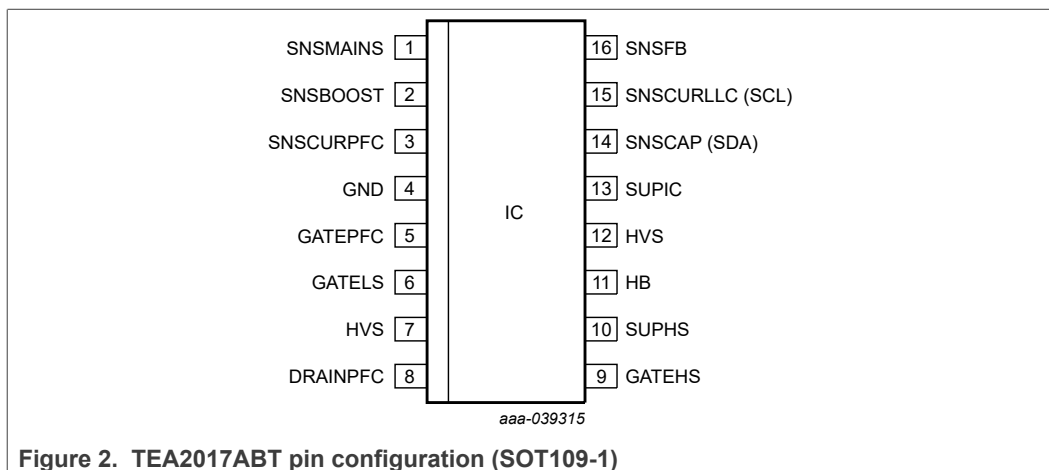 SNSMAINS 1 16 SNSFB
SNSBOOST 2 15 SNSCURLLC (SCL)
SNSCURPFC 3 14 SNSCAP (SDA)
GND 4 13 SUPIC
IC
GATEPFC 5 12 HVS
GATELS 6 11 HB
HVS 7 10 SUPHS
DRAINPFC 8 9 GATEHS
aaa-039315
Figure 2. TEA2017ABT pin configuration (SOT109-1)